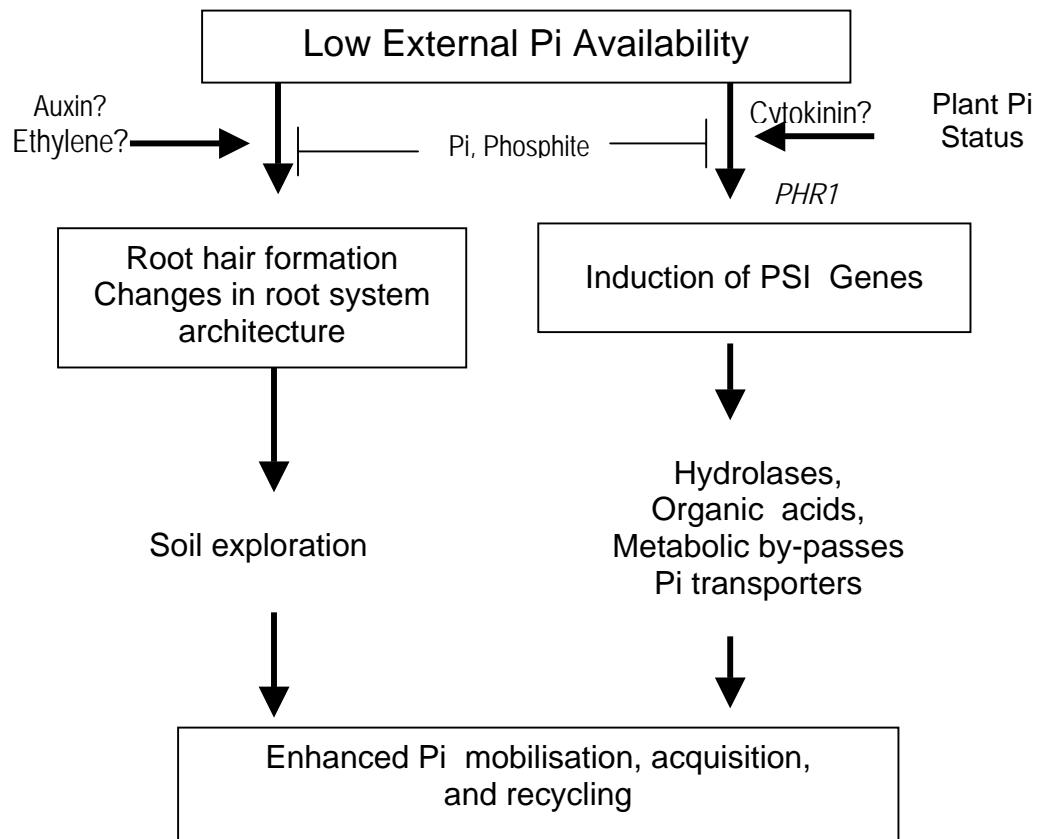 Low External Pi Availability
Auxin?
Ethylene?
Pi, Phosphite
Cytokinin?
Plant Pi
Status
PHR1
Root hair formation
Changes in root system
architecture
Induction of PSI Genes
Soil exploration
Hydrolases,
Organic acids,
Metabolic by-passes
Pi transporters
Enhanced Pi mobilisation, acquisition,
and recycling